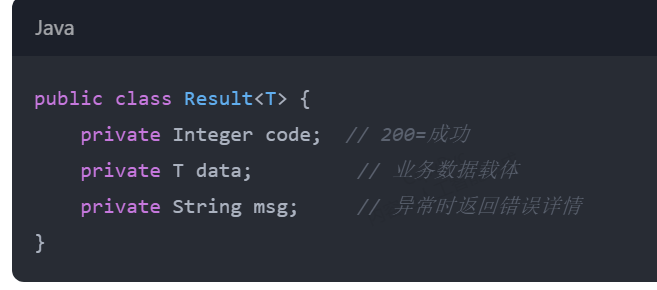 Java
public class Result<T> {
    private Integer code;  // 200=成功
    private T data;         // 业务数据载体
    private String msg;     // 异常时返回错误详情
}